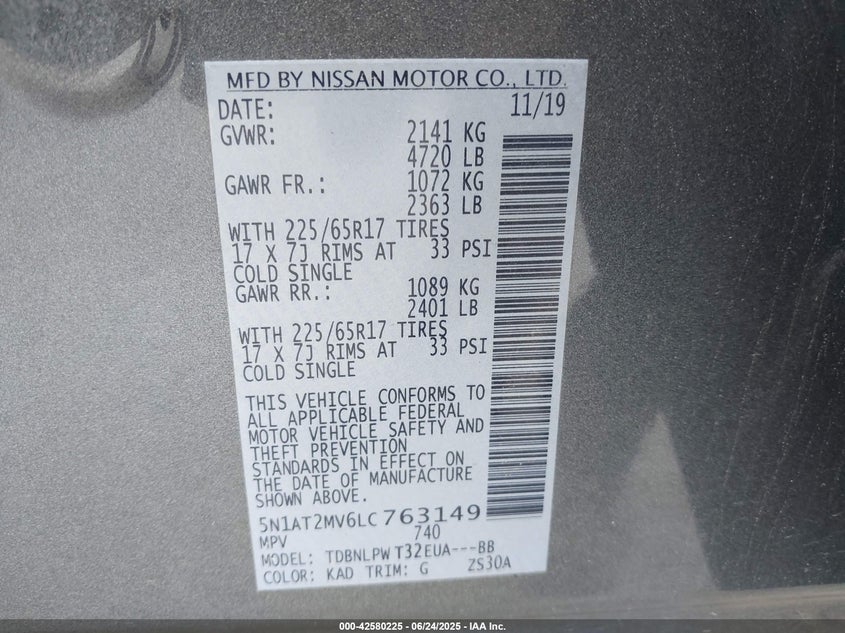 MFD BY NISSAN MOTOR CO., LTD.
DATE: 11/19
GVWR: 2141 KG
4720 LB
GAWR FR.: 1072 KG
2363 LB
WITH 225/65R17 TIRES
17 X 7J RIMS AT 33 PSI
COLD SINGLE
GAWR RR.: 1089 KG
2401 LB
WITH 225/65R17 TIRES
17 X 7J RIMS AT 33 PSI
COLD SINGLE
THIS VEHICLE CONFORMS TO
ALL APPLICABLE FEDERAL
MOTOR VEHICLE SAFETY AND
THEFT PREVENTION
STANDARDS IN EFFECT ON
THE DATE OF MANUFACTURE
SHOWN ABOVE.
5N1AT2MV6LC763149
MPV 740
MODEL: TDBNLPW T32EUA---BB
COLOR: KAD TRIM: G ZS30A
000-42580225 - 06/24/2025 - IAA Inc.